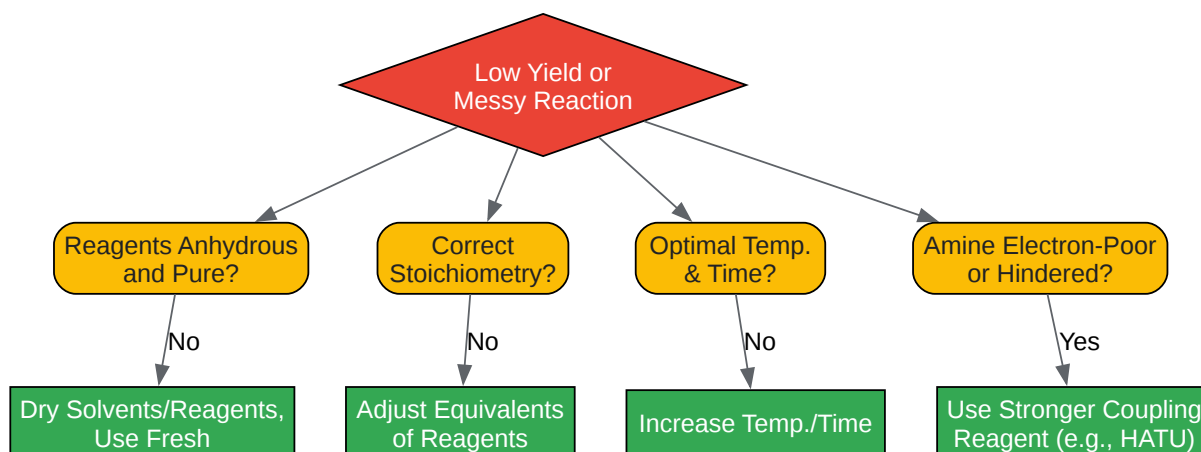 Low Yield or
Messy Reaction
Reagents Anhydrous
and Pure?
Correct
Stoichiometry?
Optimal Temp.
& Time?
Amine Electron-Poor
or Hindered?
No
No
No
Yes
Dry Solvents/Reagents,
Use Fresh
Adjust Equivalents
of Reagents
Increase Temp./Time
Use Stronger Coupling
Reagent (e.g., HATU)